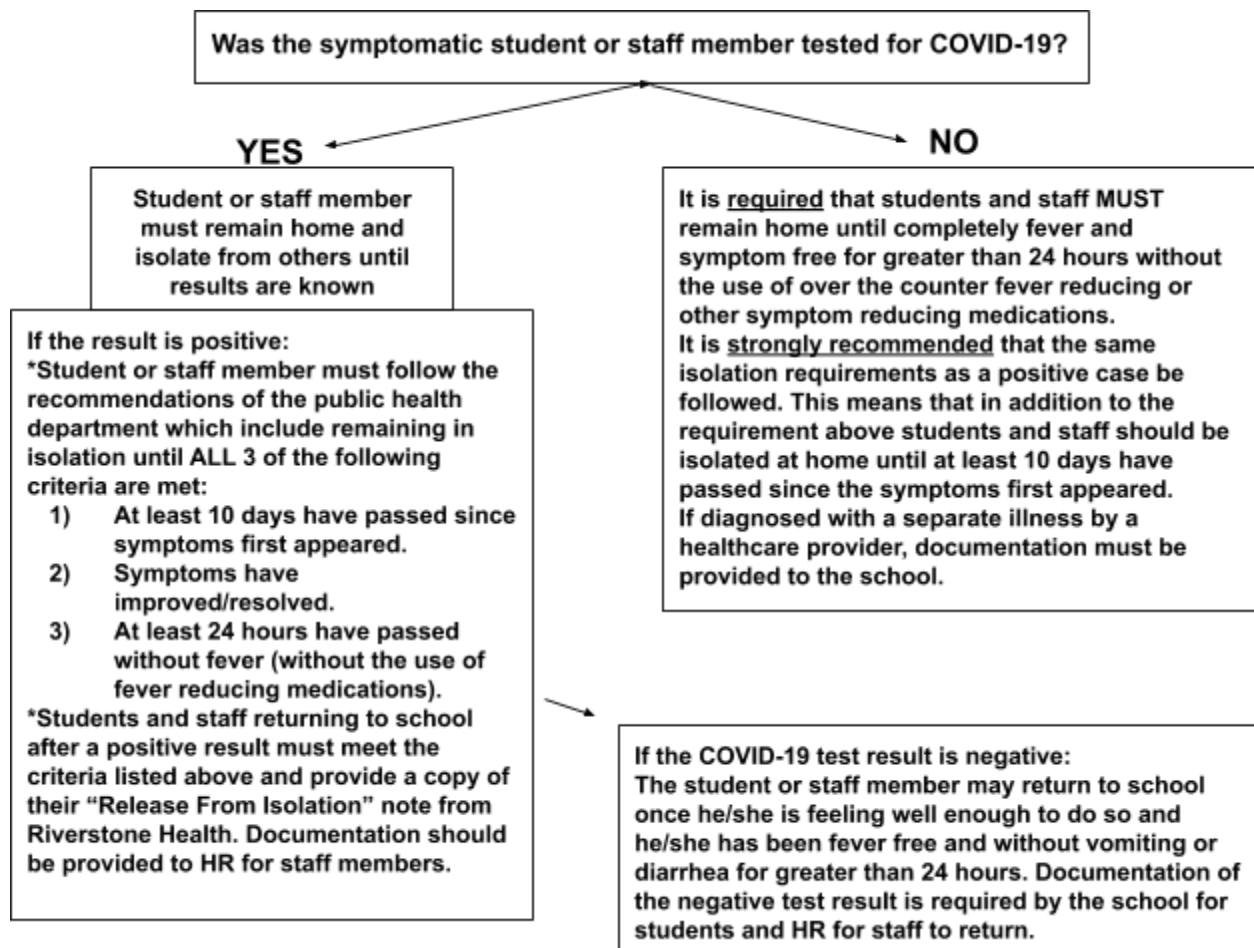 Was the symptomatic student or staff member tested for COVID-19?
YES
Student or staff member
must remain home and
isolate from others until
results are known
If the result is positive:
*Student or staff member must follow the
recommendations of the public health
department which include remaining in
isolation until ALL 3 of the following
criteria are met:
1) At least 10 days have passed since
symptoms first appeared.
2) Symptoms have
improved/resolved.
3) At least 24 hours have passed
without fever (without the use of
fever reducing medications).
*Students and staff returning to school
after a positive result must meet the
criteria listed above and provide a copy of
their “Release From Isolation” note from
Riverstone Health. Documentation should
be provided to HR for staff members.
NO
It is required that students and staff MUST
remain home until completely fever and
symptom free for greater than 24 hours without
the use of over the counter fever reducing or
other symptom reducing medications.
It is strongly recommended that the same
isolation requirements as a positive case be
followed. This means that in addition to the
requirement above students and staff should be
isolated at home until at least 10 days have
passed since the symptoms first appeared.
If diagnosed with a separate illness by a
healthcare provider, documentation must be
provided to the school.
If the COVID-19 test result is negative:
The student or staff member may return to school
once he/she is feeling well enough to do so and
he/she has been fever free and without vomiting or
diarrhea for greater than 24 hours. Documentation of
the negative test result is required by the school for
students and HR for staff to return.